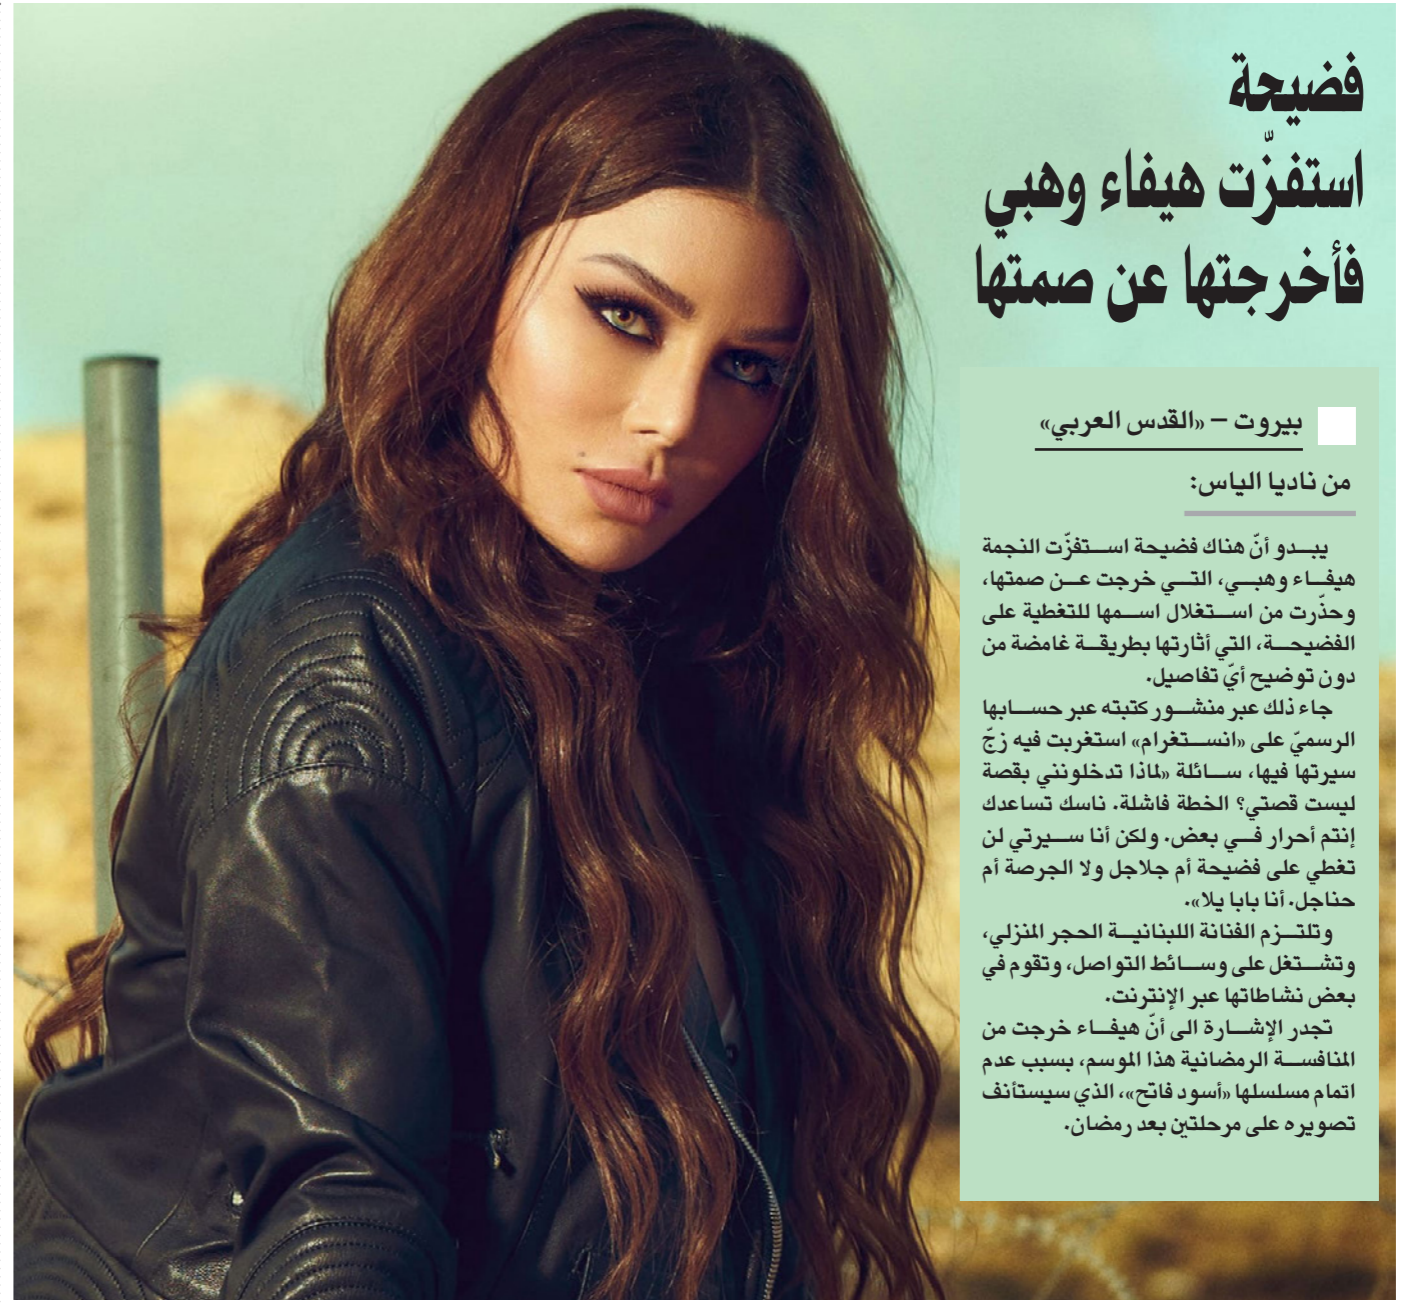 فضيحة
استفزّت هيفاء وهبي
فأخرجتها عن صمتها
بيروت – «القدس العربي»
من ناديا الياس:
يبدو أنّ هناك فضيحة استفزّت النجمة
هيفاء وهبي، التي خرجت عن صمتها،
وحذّرت من استغلال اسمها للتغطية على
الفضيحة، التي أثارتها بطريقة غامضة من
دون توضيح أيّ تفاصيل.
جاء ذلك عبر منشور كتبته عبر حسابها
الرسميّ على «انستغرام» استغربت فيه زجّ
سيرتها فيها، سائلة «لماذا تدخلونني بقصة
ليست قصتي؟ الخطة فاشلة. ناسك تساعدك
إنتم أحرار في بعض. ولكن أنا سيرتي لن
تغطي على فضيحة أم جلاجل ولا الجرصة أم
حناجل. أنا بابا يلا».
وتلتزم الفنانة اللبنانية الحجر المنزلي،
وتشتغل على وسائط التواصل، وتقوم في
بعض نشاطاتها عبر الإنترنت.
تجدر الإشارة الى أنّ هيفاء خرجت من
المنافسة الرمضانية هذا الموسم، بسبب عدم
اتمام مسلسلها «أسود فاتح»، الذي سيستأنف
تصويره على مرحلتين بعد رمضان.